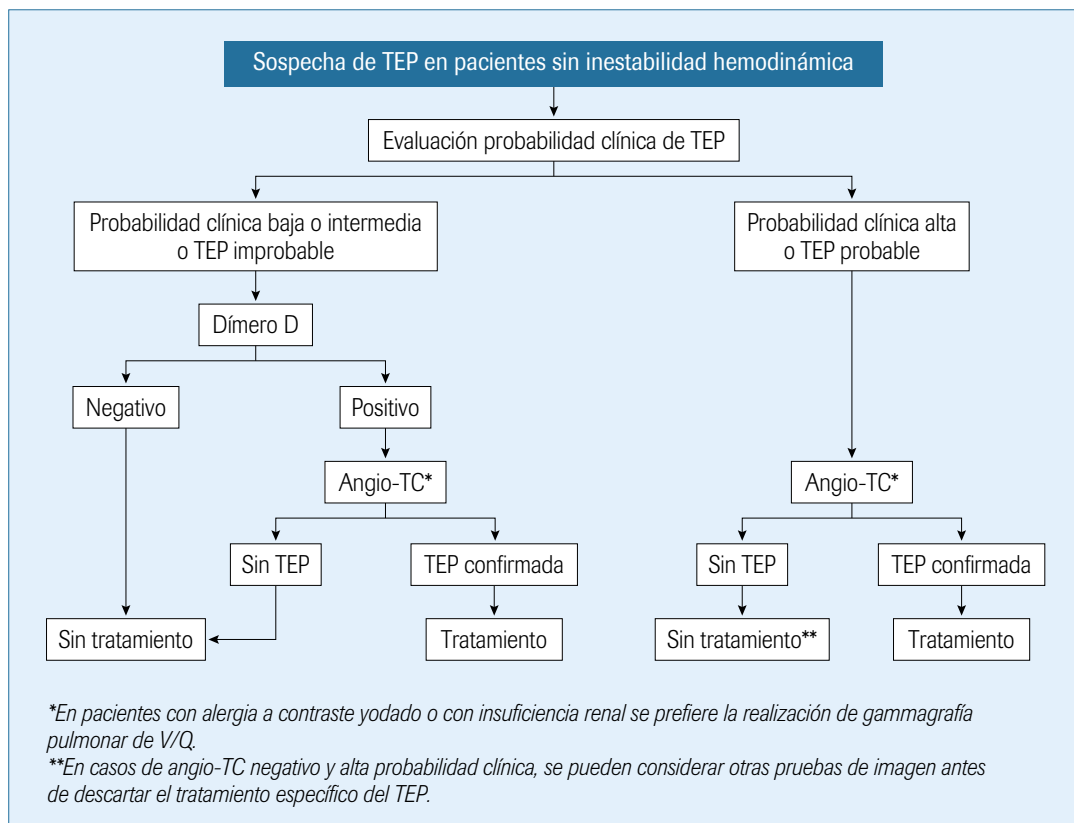 Sospecha de TEP en pacientes sin inestabilidad hemodinámica
Evaluación probabilidad clínica de TEP
Probabilidad clínica baja o intermedia
o TEP improbable
Probabilidad clínica alta
o TEP probable
Dímero D
Negativo
Positivo
Angio-TC*
Angio-TC*
Sin TEP
TEP confirmada
Sin TEP
TEP confirmada
Sin tratamiento
Tratamiento
Sin tratamiento**
Tratamiento
*En pacientes con alergia a contraste yodado o con insuficiencia renal se prefiere la realización de gammagrafía
pulmonar de V/Q.
**En casos de angio-TC negativo y alta probabilidad clínica, se pueden considerar otras pruebas de imagen antes
de descartar el tratamiento específico del TEP.